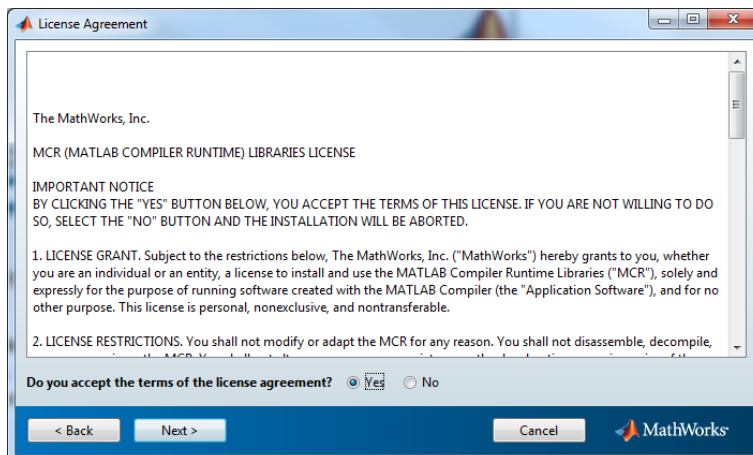 License Agreement
The MathWorks, Inc.
MCR (MATLAB COMPILER RUNTIME) LIBRARIES LICENSE
IMPORTANT NOTICE
BY CLICKING THE "YES" BUTTON BELOW, YOU ACCEPT THE TERMS OF THIS LICENSE. IF YOU ARE NOT WILLING TO DO
SO, SELECT THE "NO" BUTTON AND THE INSTALLATION WILL BE ABORTED.
1. LICENSE GRANT. Subject to the restrictions below, The MathWorks, Inc. ("MathWorks") hereby grants to you, whether
you are an individual or an entity, a license to install and use the MATLAB Compiler Runtime Libraries ("MCR"), solely and
expressly for the purpose of running software created with the MATLAB Compiler (the "Application Software"), and for no
other purpose. This license is personal, nonexclusive, and nontransferable.
2. LICENSE RESTRICTIONS. You shall not modify or adapt the MCR for any reason. You shall not disassemble, decompile,
Do you accept the terms of the license agreement? Yes No
< Back Next > Cancel MathWorks